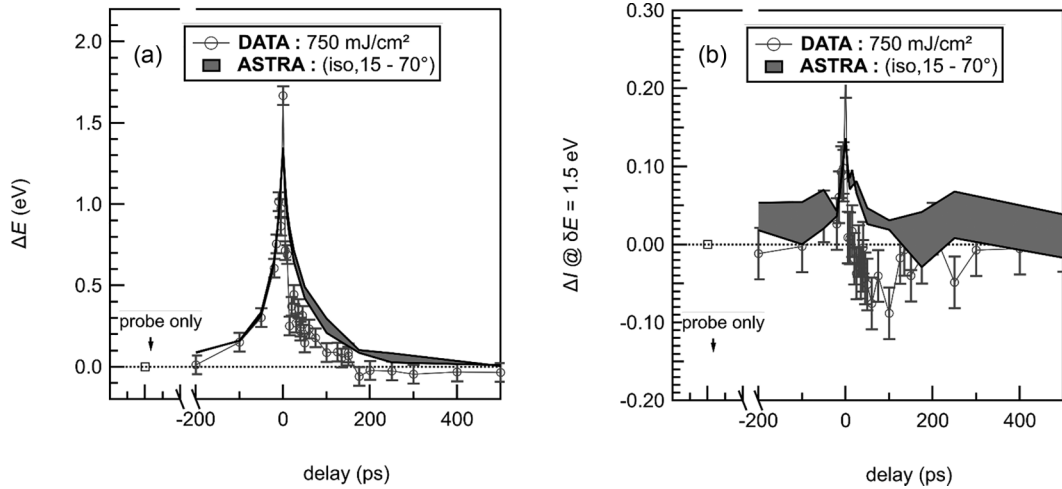 (a)
DATA : 750 mJ/cm²
ASTRA : (iso,15 - 70°)
2.0
1.5
1.0
0.5
0.0
ΔE (eV)
probe only
-200
0
200
400
delay (ps)
(b)
DATA : 750 mJ/cm²
ASTRA : (iso,15 - 70°)
0.30
0.20
0.10
0.00
-0.10
-0.20
ΔI @ δE = 1.5 eV
probe only
-200
0
200
400
delay (ps)